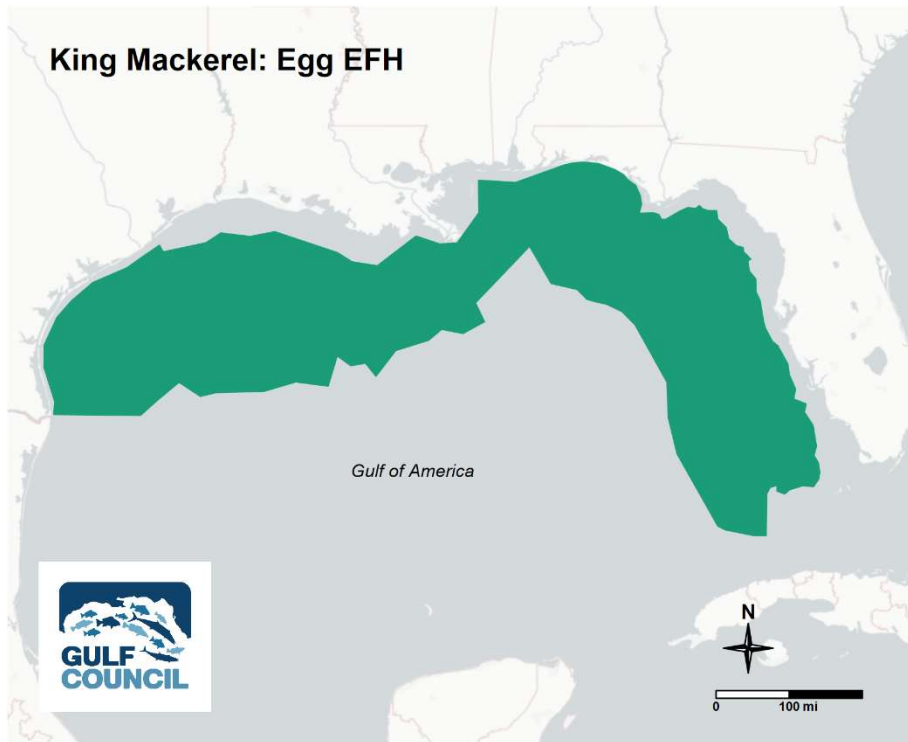 King Mackerel: Egg EFH
Gulf of America
GULF
COUNCIL
N
0 100 mi